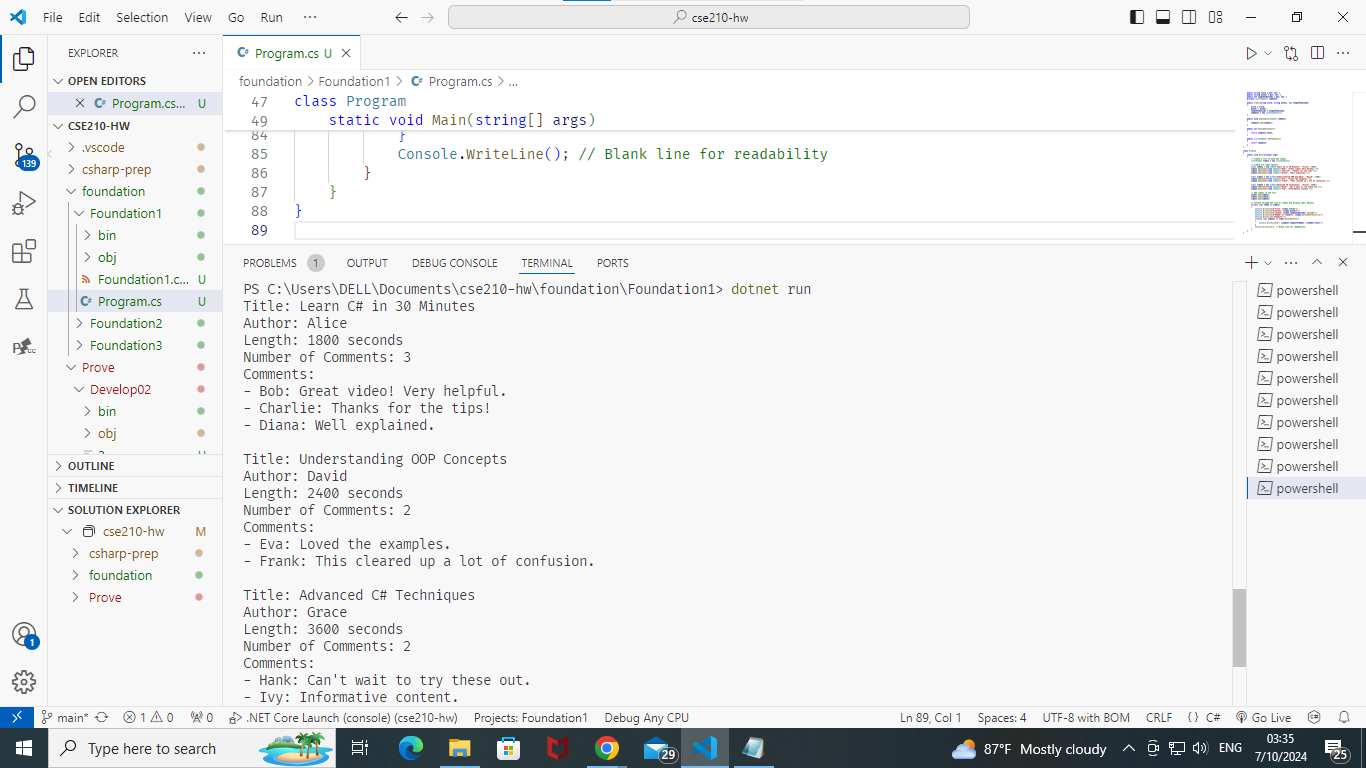 File Edit Selection View Go Run ··· cse210-hw
EXPLORER ···
OPEN EDITORS
Program.cs... U
CSE210-HW
.vscode
csharp-prep
foundation
Foundation1
bin
obj
Foundation1.c... U
Program.cs U
Foundation2
Foundation3
Prove
Develop02
bin
obj
OUTLINE
TIMELINE
SOLUTION EXPLORER
cse210-hw M
csharp-prep
foundation
Prove
139
1
Program.cs U
foundation > Foundation1 > Program.cs > ...
47 class Program
49 static void Main(string[] args)
84 }
85 Console.WriteLine(); // Blank line for readability
86 }
87 }
88 }
89
PROBLEMS 1 OUTPUT DEBUG CONSOLE TERMINAL PORTS
PS C:\Users\DELL\Documents\cse210-hw\foundation\Foundation1> dotnet run
Title: Learn C# in 30 Minutes
Author: Alice
Length: 1800 seconds
Number of Comments: 3
Comments:
- Bob: Great video! Very helpful.
- Charlie: Thanks for the tips!
- Diana: Well explained.
Title: Understanding OOP Concepts
Author: David
Length: 2400 seconds
Number of Comments: 2
Comments:
- Eva: Loved the examples.
- Frank: This cleared up a lot of confusion.
Title: Advanced C# Techniques
Author: Grace
Length: 3600 seconds
Number of Comments: 2
Comments:
- Hank: Can't wait to try these out.
- Ivy: Informative content.
powershell
powershell
powershell
powershell
powershell
powershell
powershell
powershell
powershell
powershell
main* 1 0 0 .NET Core Launch (console) (cse210-hw) Projects: Foundation1 Debug Any CPU Ln 89, Col 1 Spaces: 4 UTF-8 with BOM CRLF {} C# Go Live
Type here to search 29 87°F Mostly cloudy ENG 03:35
7/10/2024 25